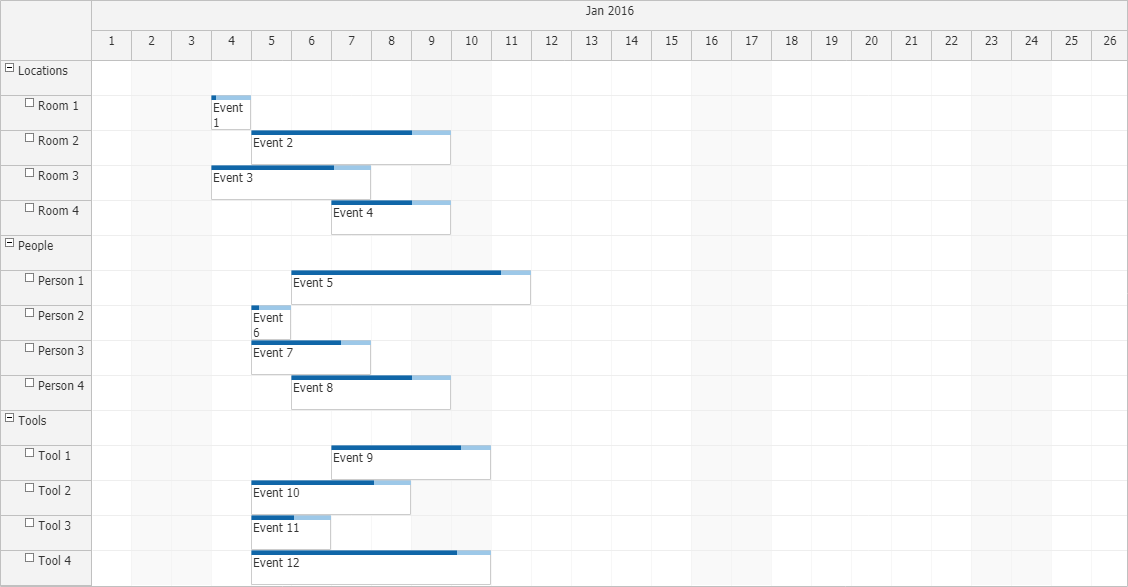 Jan 2016
1 2 3 4 5 6 7 8 9 10 11 12 13 14 15 16 17 18 19 20 21 22 23 24 25 26
Locations
Room 1
Event
1
Room 2
Event 2
Room 3
Event 3
Room 4
Event 4
People
Person 1
Event 5
Person 2
Event
6
Person 3
Event 7
Person 4
Event 8
Tools
Tool 1
Event 9
Tool 2
Event 10
Tool 3
Event 11
Tool 4
Event 12